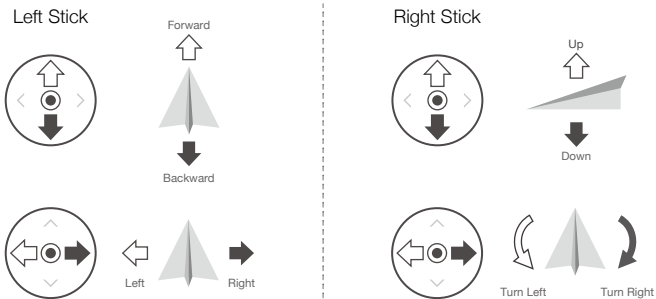 Left Stick
Forward
Backward
Left
Right
Right Stick
Up
Down
Turn Left
Turn Right